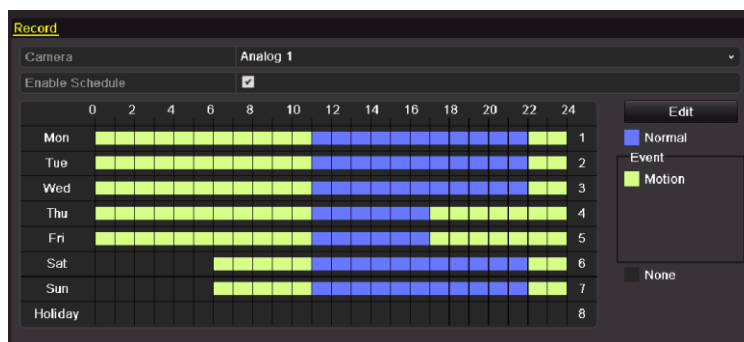 Record
Camera Analog 1
Enable Schedule
0 2 4 6 8 10 12 14 16 18 20 22 24
Edit
Mon 1
Normal
Tue 2
Event
Wed 3
Motion
Thu 4
Fri 5
Sat 6
None
Sun 7
Holiday 8